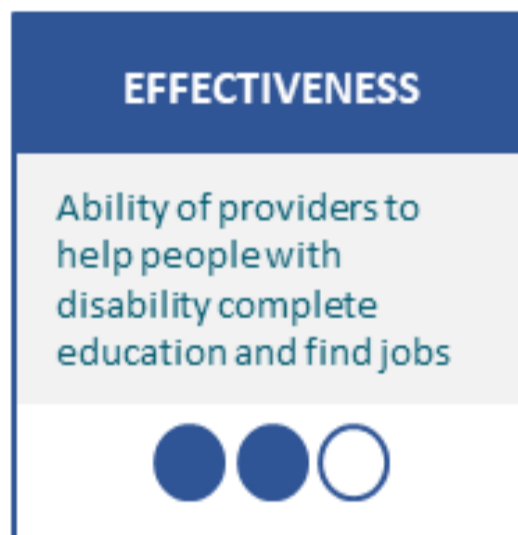 EFFECTIVENESS
Ability of providers to
help people with
disability complete
education and find jobs